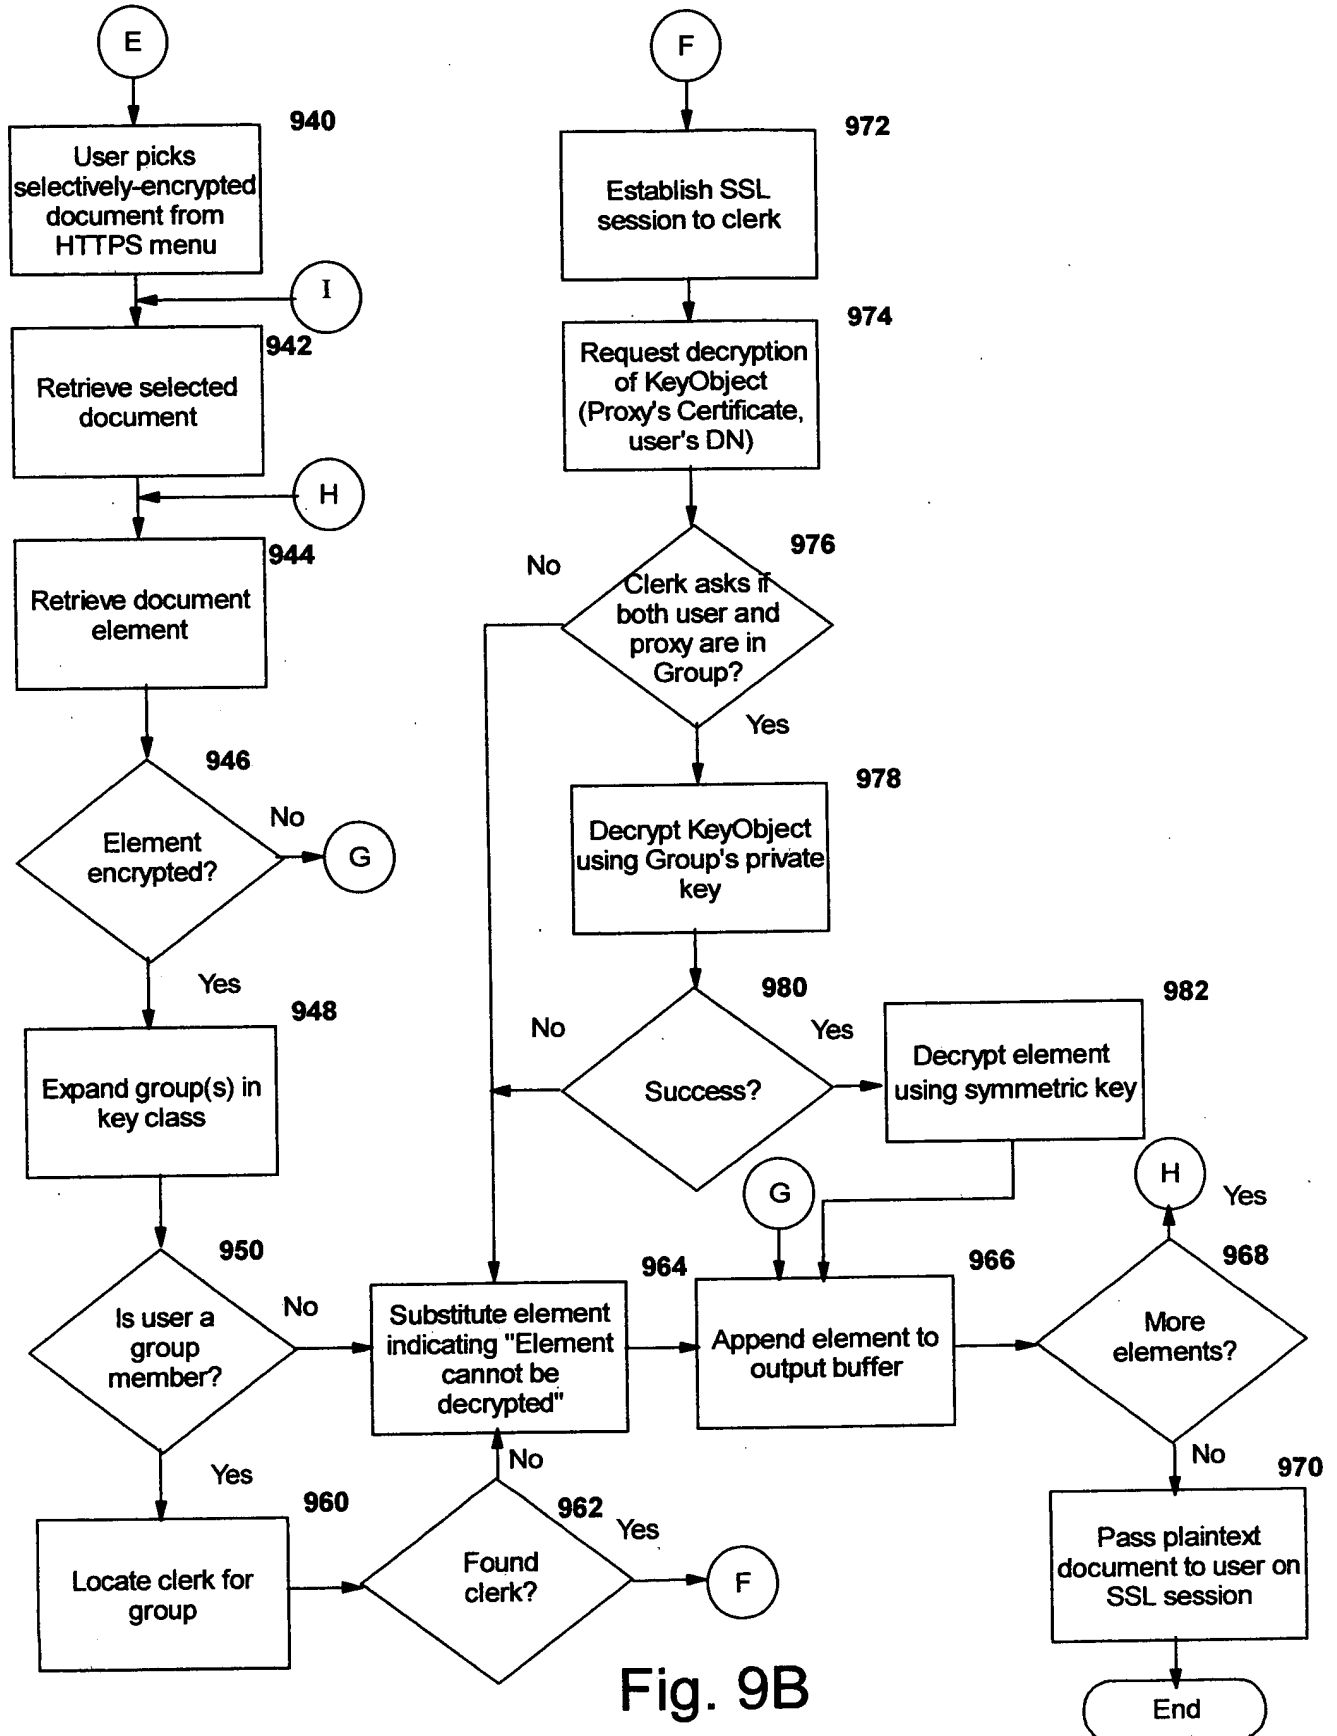 E
940
User picks
selectively-encrypted
document from
HTTPS menu
I
942
Retrieve selected
document
H
944
Retrieve document
element
946
Element
encrypted?
No
G
Yes
948
Expand group(s) in
key class
950
Is user a
group
member?
No
Yes
960
Locate clerk for
group
962
Found
clerk?
No
Yes
F
F
972
Establish SSL
session to clerk
974
Request decryption
of KeyObject
(Proxy's Certificate,
user's DN)
976
No
Clerk asks if
both user and
proxy are in
Group?
Yes
978
Decrypt KeyObject
using Group's private
key
980
No
Success?
Yes
982
Decrypt element
using symmetric key
964
Substitute element
indicating "Element
cannot be
decrypted"
G
966
Append element to
output buffer
H
Yes
968
More
elements?
No
970
Pass plaintext
document to user on
SSL session
End
Fig. 9B